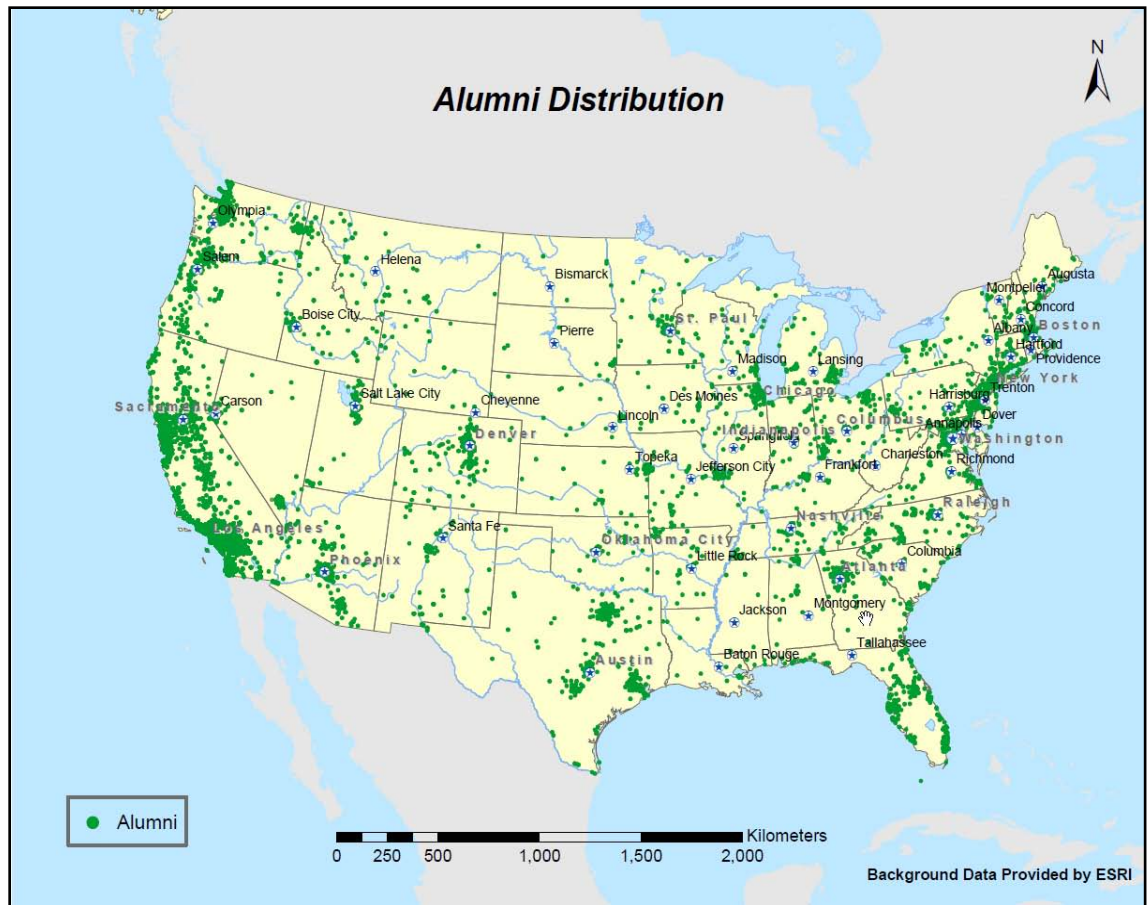 N
Alumni Distribution
Olympia
Salem
Helena
Bismarck
Augusta
Montpelier
Concord
Boise City
St. Paul
Pierre
Albany
Boston
Hartford
Madison
Lansing
Providence
New York
Salt Lake City
Chicago
Trenton
Sacramento
Carson
Cheyenne
Des Moines
Harrisburg
Lincoln
Columbus
Dover
Denver
Indianapolis
Annapolis
Springfield
Washington
Topeka
Jefferson City
Frankfort
Charleston
Richmond
Los Angeles
Santa Fe
Nashville
Raleigh
Oklahoma City
Little Rock
Columbia
Phoenix
Atlanta
Jackson
Montgomery
Austin
Baton Rouge
Tallahassee
Alumni
Kilometers
0 250 500 1,000 1,500 2,000
Background Data Provided by ESRI